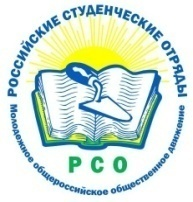 РОССИЙСКИЕ СТУДЕНЧЕСКИЕ ОТРЯДЫ
РСО
Молодежное общероссийское общественное движение